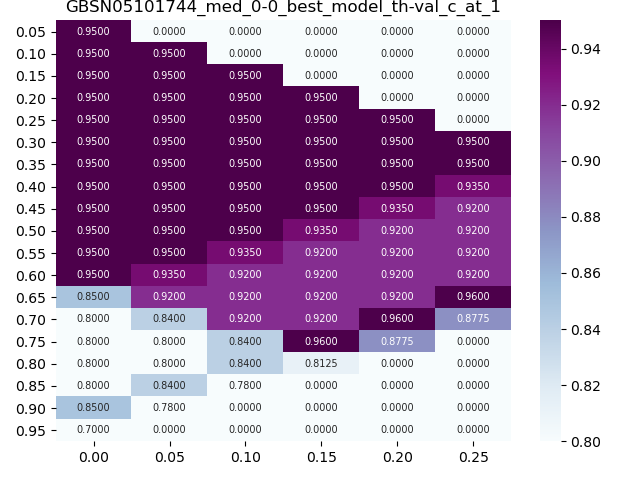 GBSN05101744_med_0-0_best_model_th-val_c_at_1
0.05 0.9500 0.0000 0.0000 0.0000 0.0000 0.0000
0.10 0.9500 0.9500 0.0000 0.0000 0.0000 0.0000
0.15 0.9500 0.9500 0.9500 0.0000 0.0000 0.0000
0.20 0.9500 0.9500 0.9500 0.9500 0.0000 0.0000
0.25 0.9500 0.9500 0.9500 0.9500 0.9500 0.0000
0.30 0.9500 0.9500 0.9500 0.9500 0.9500 0.9500
0.35 0.9500 0.9500 0.9500 0.9500 0.9500 0.9500
0.40 0.9500 0.9500 0.9500 0.9500 0.9500 0.9350
0.45 0.9500 0.9500 0.9500 0.9500 0.9350 0.9200
0.50 0.9500 0.9500 0.9500 0.9350 0.9200 0.9200
0.55 0.9500 0.9500 0.9350 0.9200 0.9200 0.9200
0.60 0.9500 0.9350 0.9200 0.9200 0.9200 0.9200
0.65 0.8500 0.9200 0.9200 0.9200 0.9200 0.9600
0.70 0.8000 0.8400 0.9200 0.9200 0.9600 0.8775
0.75 0.8000 0.8000 0.8400 0.9600 0.8775 0.0000
0.80 0.8000 0.8000 0.8400 0.8125 0.0000 0.0000
0.85 0.8000 0.8400 0.7800 0.0000 0.0000 0.0000
0.90 0.8500 0.7800 0.0000 0.0000 0.0000 0.0000
0.95 0.7000 0.0000 0.0000 0.0000 0.0000 0.0000
0.00 0.05 0.10 0.15 0.20 0.25
0.94
0.92
0.90
0.88
0.86
0.84
0.82
0.80